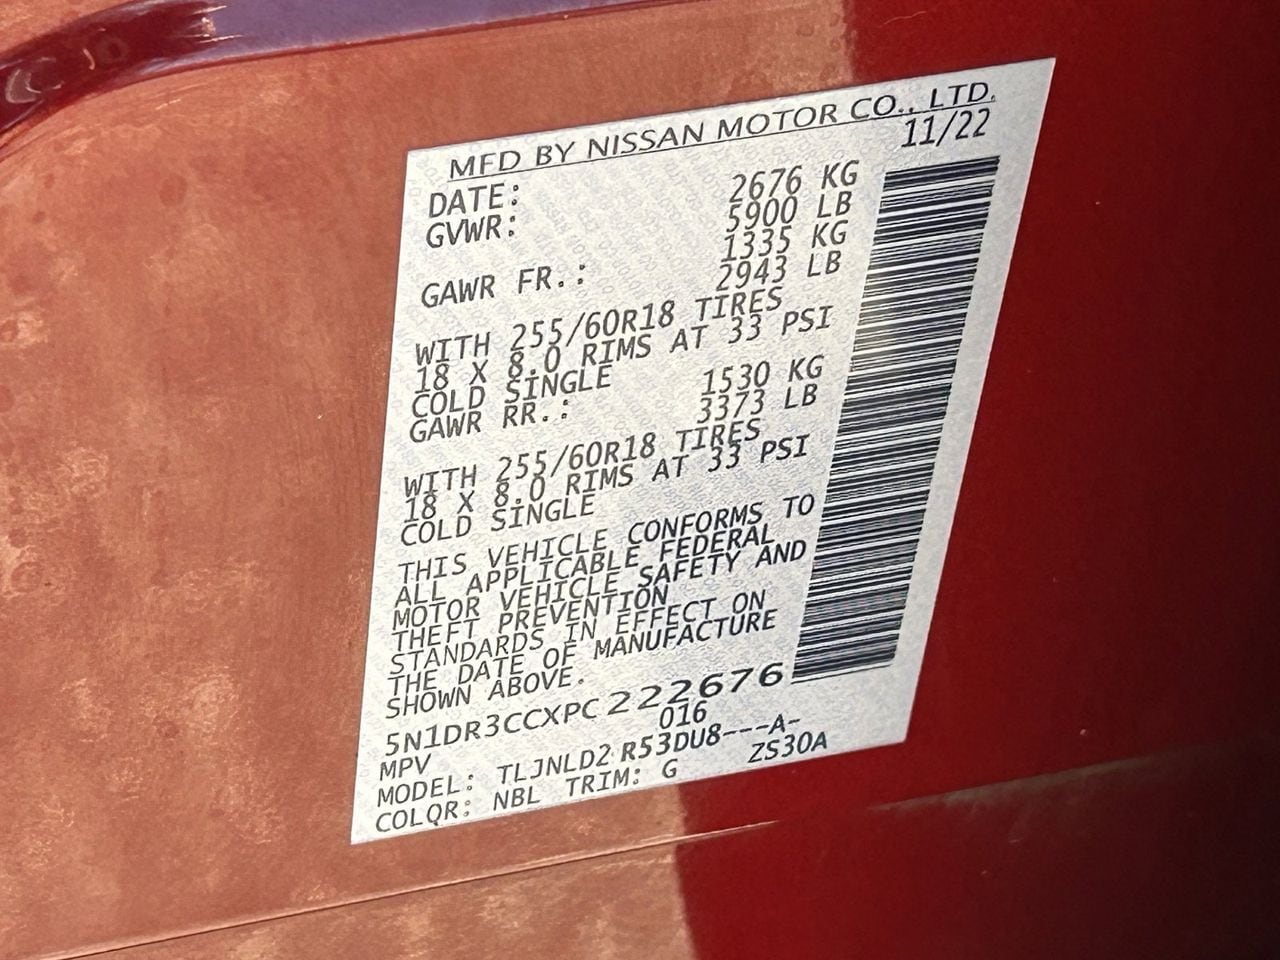 MFD BY NISSAN MOTOR CO., LTD.
DATE: 11/22
GVWR: 2676 KG
5900 LB
GAWR FR.: 1335 KG
2943 LB
WITH 255/60R18 TIRES
18 X 8.0 RIMS AT 33 PSI
COLD SINGLE
GAWR RR.: 1530 KG
3373 LB
WITH 255/60R18 TIRES
18 X 8.0 RIMS AT 33 PSI
COLD SINGLE
THIS VEHICLE CONFORMS TO
ALL APPLICABLE FEDERAL
MOTOR VEHICLE SAFETY AND
THEFT PREVENTION
STANDARDS IN EFFECT ON
THE DATE OF MANUFACTURE
SHOWN ABOVE.
5N1DR3CCXPC222676
MPV 016
MODEL: TLJNLD2 R53DU8---A-
COLOR: NBL TRIM: G ZS30A